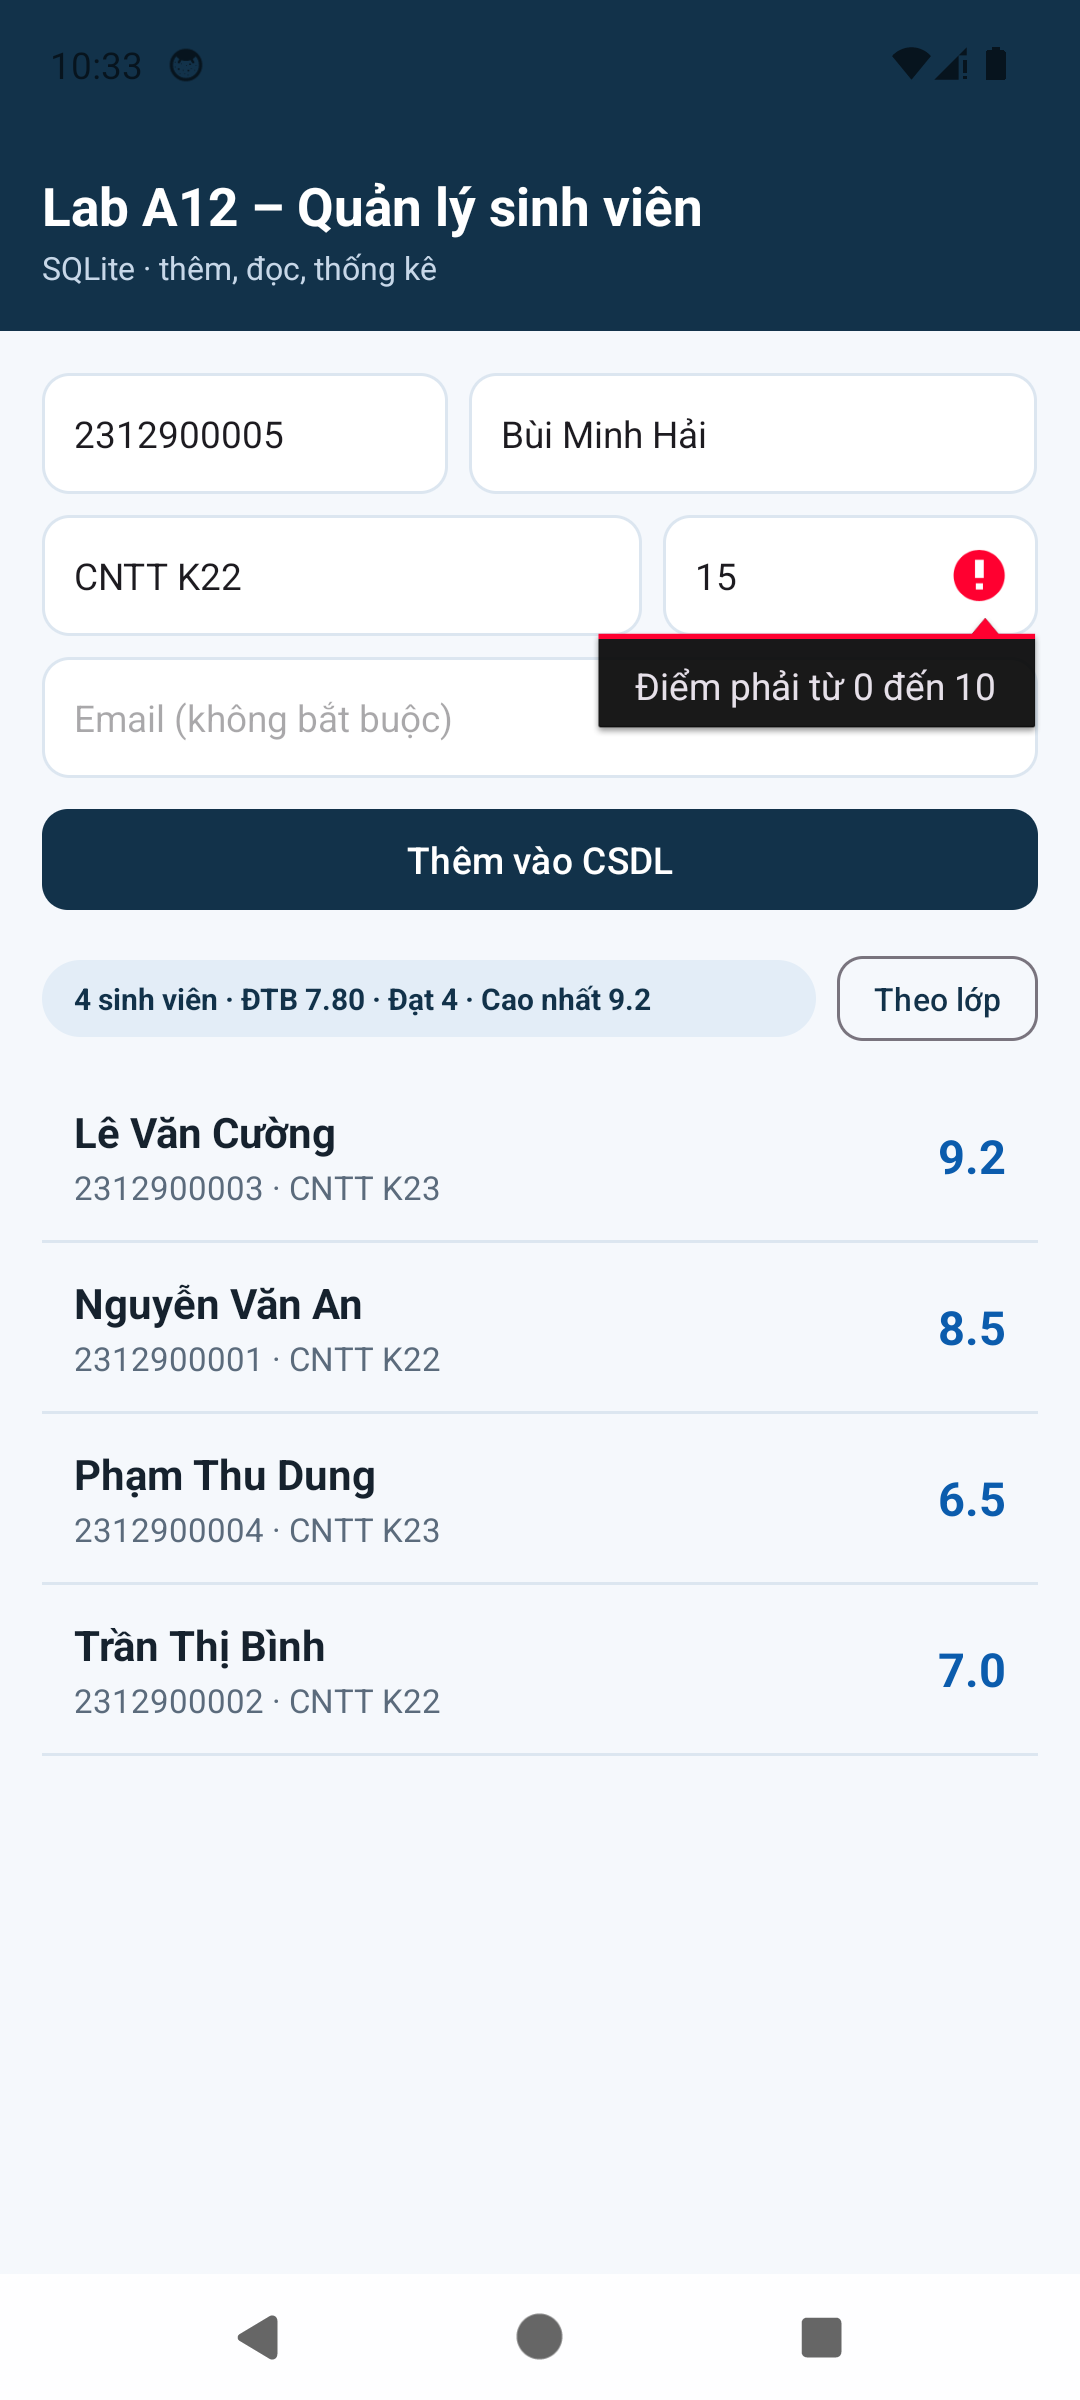 10:33
Lab A12 – Quản lý sinh viên
SQLite · thêm, đọc, thống kê
2312900005
Bùi Minh Hải
CNTT K22
15
Điểm phải từ 0 đến 10
Email (không bắt buộc)
Thêm vào CSDL
4 sinh viên · ĐTB 7.80 · Đạt 4 · Cao nhất 9.2
Theo lớp
Lê Văn Cường
2312900003 · CNTT K23
9.2
Nguyễn Văn An
2312900001 · CNTT K22
8.5
Phạm Thu Dung
2312900004 · CNTT K23
6.5
Trần Thị Bình
2312900002 · CNTT K22
7.0